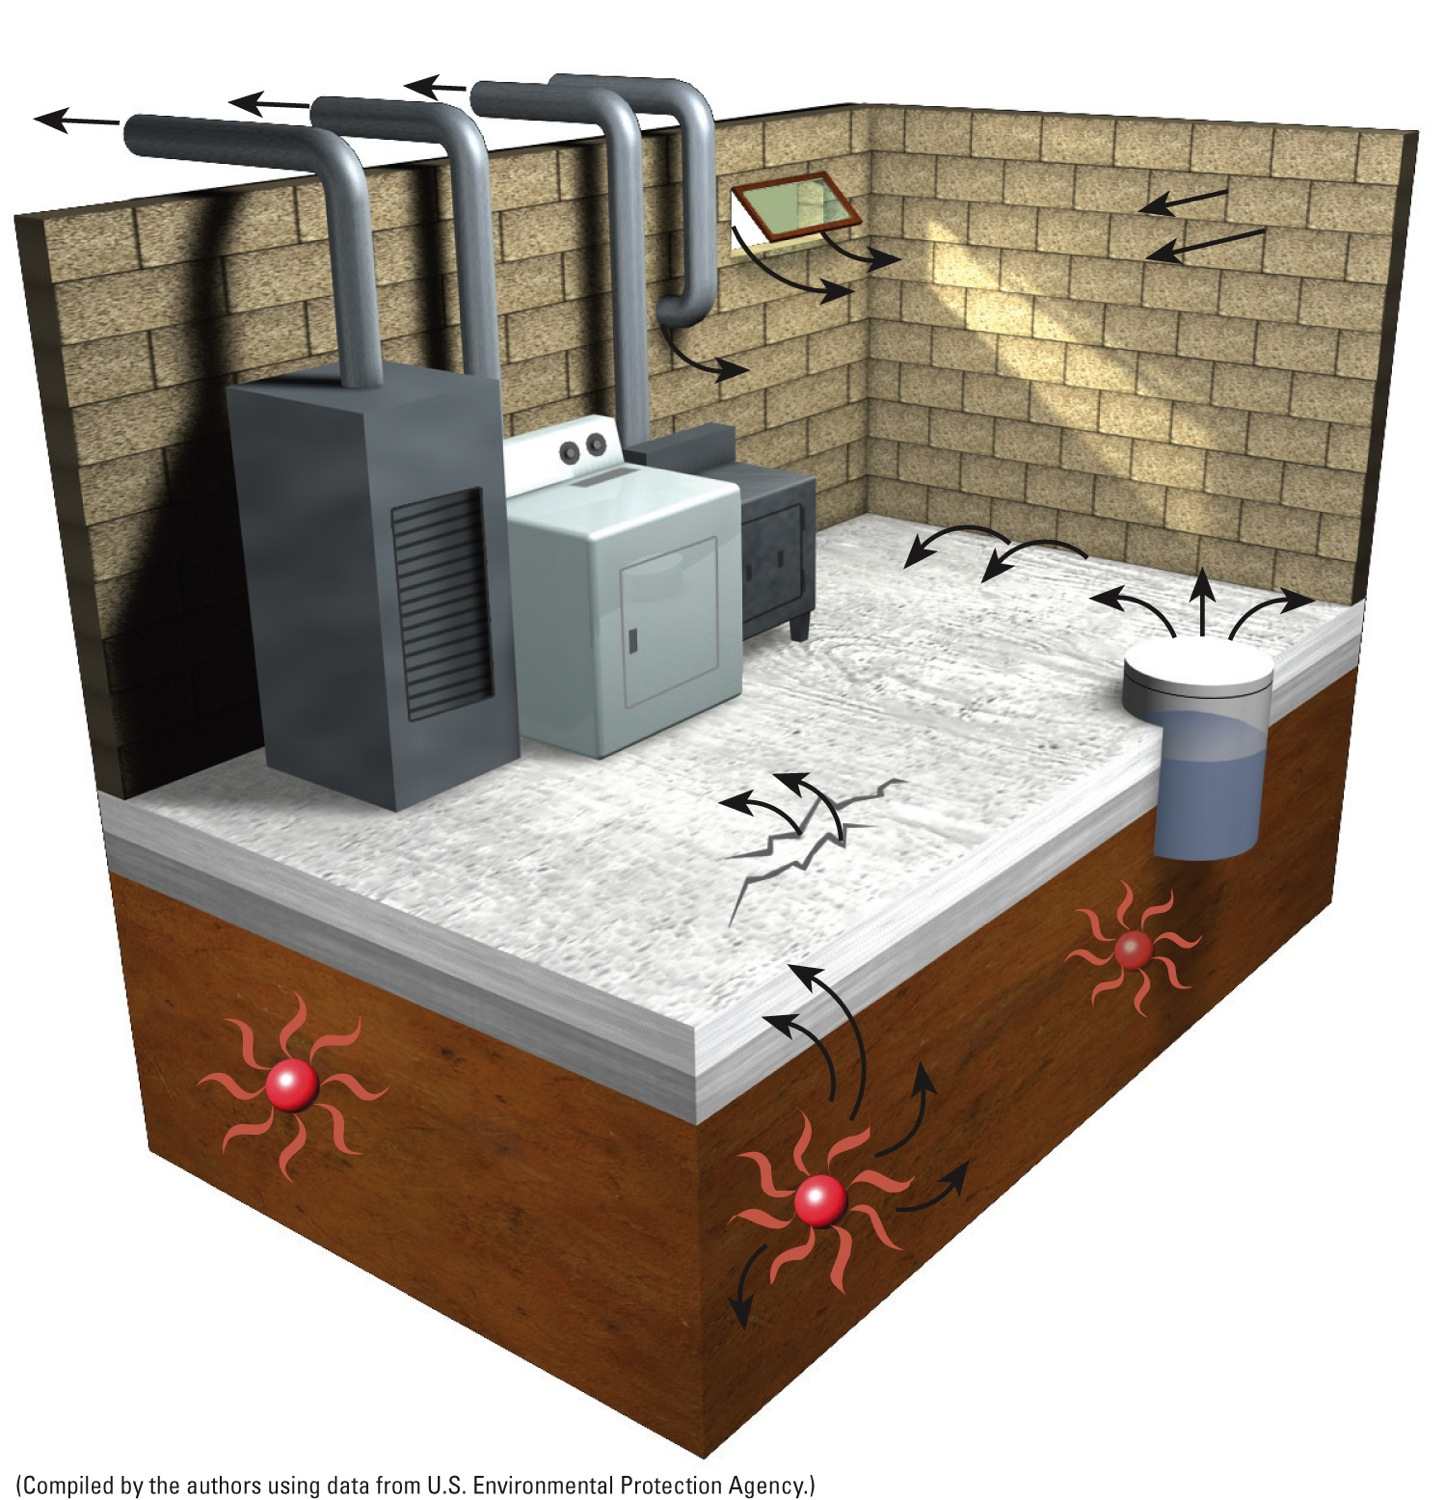 (Compiled by the authors using data from U.S. Environmental Protection Agency.)